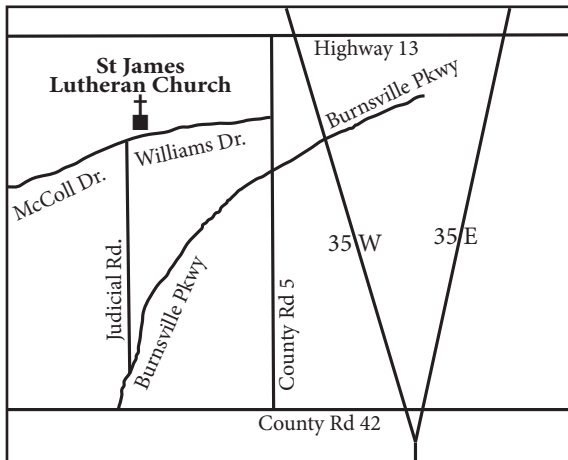 Highway 13
St James
Lutheran Church
Burnsville Pkwy
Williams Dr.
McColl Dr.
35 W
35 E
Judicial Rd.
Burnsville Pkwy
County Rd 5
County Rd 42